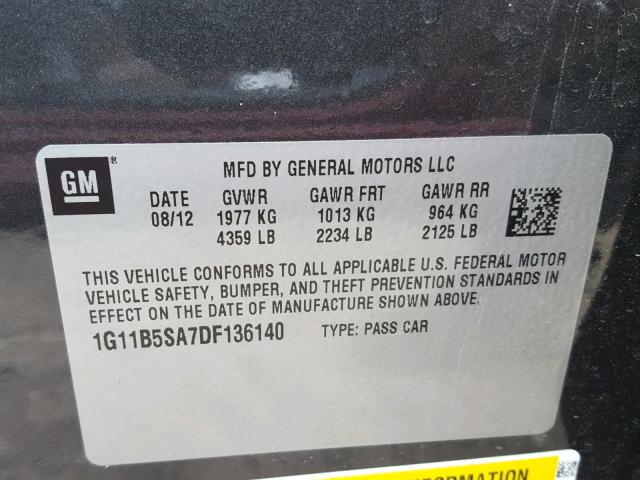 GM ®
MFD BY GENERAL MOTORS LLC
DATE GVWR GAWR FRT GAWR RR
08/12 1977 KG 1013 KG 964 KG
4359 LB 2234 LB 2125 LB
THIS VEHICLE CONFORMS TO ALL APPLICABLE U.S. FEDERAL MOTOR
VEHICLE SAFETY, BUMPER, AND THEFT PREVENTION STANDARDS IN
EFFECT ON THE DATE OF MANUFACTURE SHOWN ABOVE.
1G11B5SA7DF136140 TYPE: PASS CAR
INFORMATION